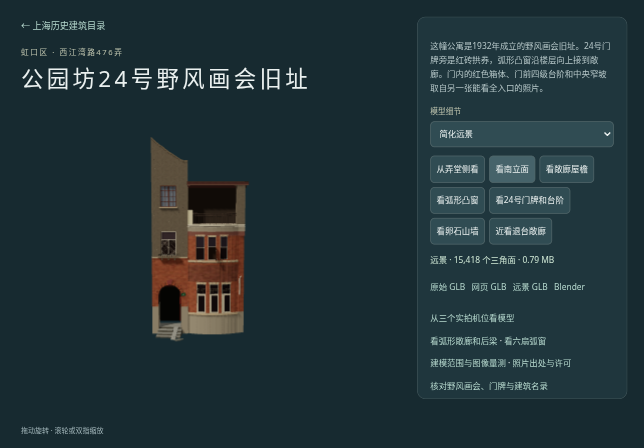 ← 上海历史建筑目录
虹口区 · 西江湾路476弄
公园坊24号野风画会旧址
这幢公寓是1932年成立的野风画会旧址。24号门
牌旁是红砖拱券，弧形凸窗沿楼层向上接到敞
廊。门内的红色箱体、门前四级台阶和中央窄坡
取自另一张能看全入口的照片。
模型细节
简化远景
从弄堂侧看
看南立面
看敞廊屋檐
看弧形凸窗
看24号门牌和台阶
看卵石山墙
近看退台敞廊
远景 · 15,418 个三角面 · 0.79 MB
原始 GLB 网页 GLB 远景 GLB Blender
从三个实拍机位看模型
看弧形敞廊和后梁 · 看六扇弧窗
建模范围与图像量测 · 照片出处与许可
核对野风画会、门牌与建筑名录
拖动旋转 · 滚轮或双指缩放